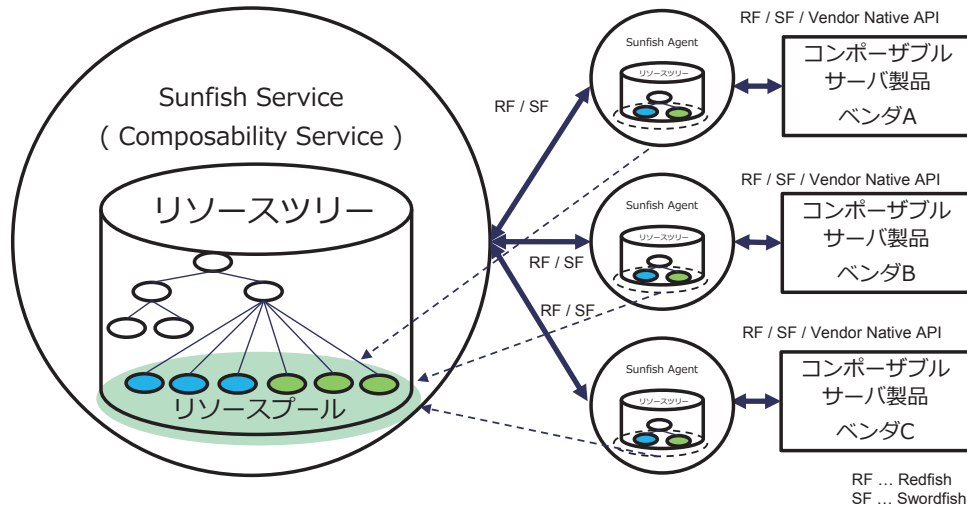 Sunfish Service
( Composability Service )
リソースツリー
リソースプール
RF / SF
RF / SF
RF / SF
Sunfish Agent
リソースツリー
RF / SF / Vendor Native API
コンポーザブル
サーバ製品
ベンダA
Sunfish Agent
リソースツリー
RF / SF / Vendor Native API
コンポーザブル
サーバ製品
ベンダB
Sunfish Agent
リソースツリー
RF / SF / Vendor Native API
コンポーザブル
サーバ製品
ベンダC
RF … Redfish
SF … Swordfish